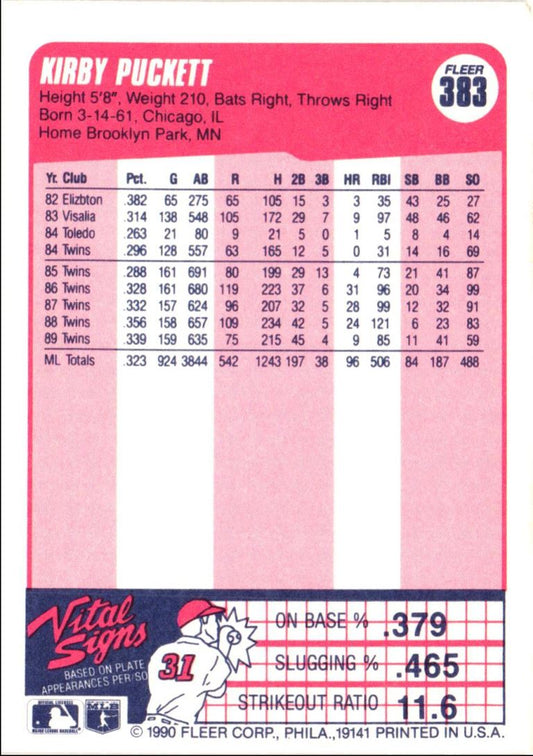 KIRBY PUCKETT
FLEER
383
Height 5'8", Weight 210, Bats Right, Throws Right
Born 3-14-61, Chicago, IL
Home Brooklyn Park, MN
Yr. Club Pct. G AB R H 2B 3B HR RBI SB BB SO
82 Elizbton .382 65 275 65 105 15 3 3 35 43 25 27
83 Visalia .314 138 548 105 172 29 7 9 97 48 46 62
84 Toledo .263 21 80 9 21 5 0 1 5 8 4 14
84 Twins .296 128 557 63 165 12 5 0 31 14 16 69
85 Twins .288 161 691 80 199 29 13 4 73 21 41 87
86 Twins .328 161 680 119 223 37 6 31 96 20 34 99
87 Twins .332 157 624 96 207 32 5 28 99 12 32 91
88 Twins .356 158 657 109 234 42 5 24 121 6 23 83
89 Twins .339 159 635 75 215 45 4 9 85 11 41 59
ML Totals .323 924 3844 542 1243 197 38 96 506 84 187 488
Vital
Signs
BASED ON PLATE
APPEARANCES PER/SO
31
ON BASE % .379
SLUGGING % .465
STRIKEOUT RATIO 11.6
© 1990 FLEER CORP., PHILA., 19141 PRINTED IN U.S.A.